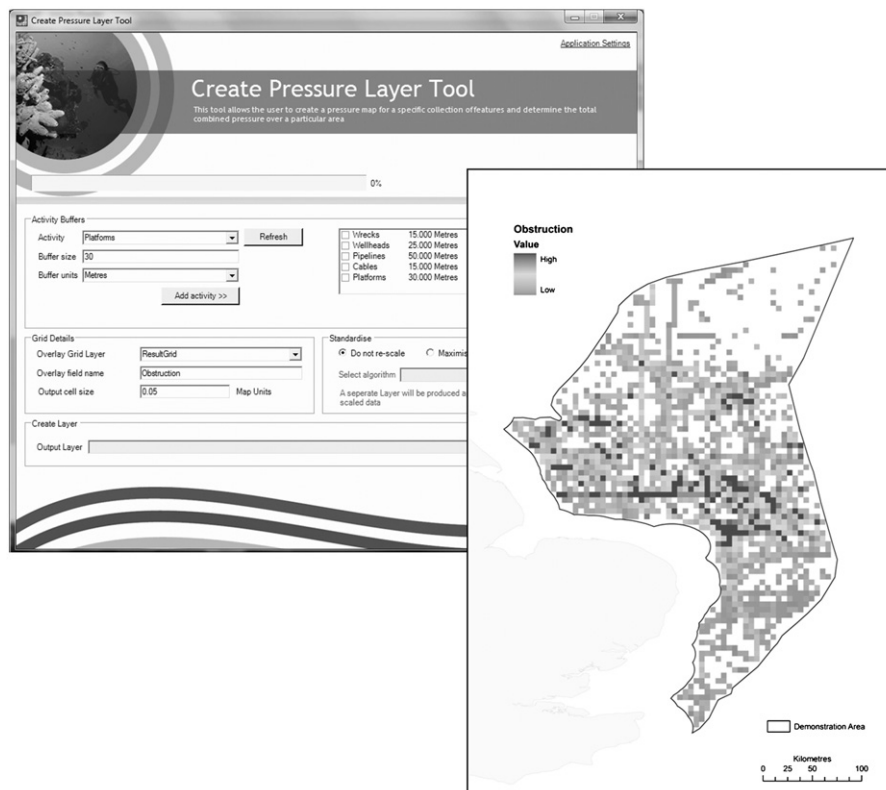 Create Pressure Layer Tool
Application Settings
Create Pressure Layer Tool
This tool allows the user to create a pressure map for a specific collection offeatures and determine the total
combined pressure over a particular area
0%
Activity Buffers
Activity Platforms Refresh
Buffer size 30
Buffer units Metres
Add activity >>
Wrecks 15.000 Metres
Wellheads 25.000 Metres
Pipelines 50.000 Metres
Cables 15.000 Metres
Platforms 30.000 Metres
Grid Details
Overlay Grid Layer ResultGrid
Overlay field name Obstruction
Output cell size 0.05 Map Units
Standardise
Do not re-scale Maximis
Select algorithm
A seperate Layer will be produced a
scaled data
Create Layer
Output Layer
Obstruction
Value
High
Low
Demonstration Area
Kilometres
0 25 50 100